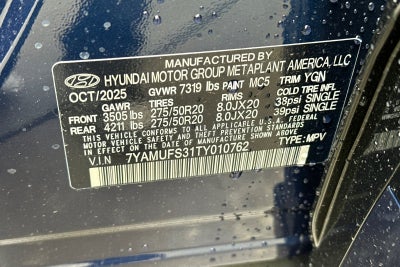 MANUFACTURED BY
HYUNDAI MOTOR GROUP METAPLANT AMERICA, LLC
OCT/2025 GVWR 7319 lbs PAINT MC5 TRIM YGN
GAWR TIRES RIMS COLD TIRE INFL
FRONT 3505 lbs 275/50R20 8.0JX20 38psi SINGLE
REAR 4211 lbs 275/50R20 8.0JX20 39psi SINGLE
THIS VEHICLE CONFORMS TO ALL APPLICABLE U.S.A. FEDERAL
MOTOR VEHICLE SAFETY AND THEFT PREVENTION STANDARDS
IN EFFECT ON THE DATE OF MANUFACTURE SHOWN ABOVE.
V.I.N 7YAMUFS31TY010762 TYPE: MPV